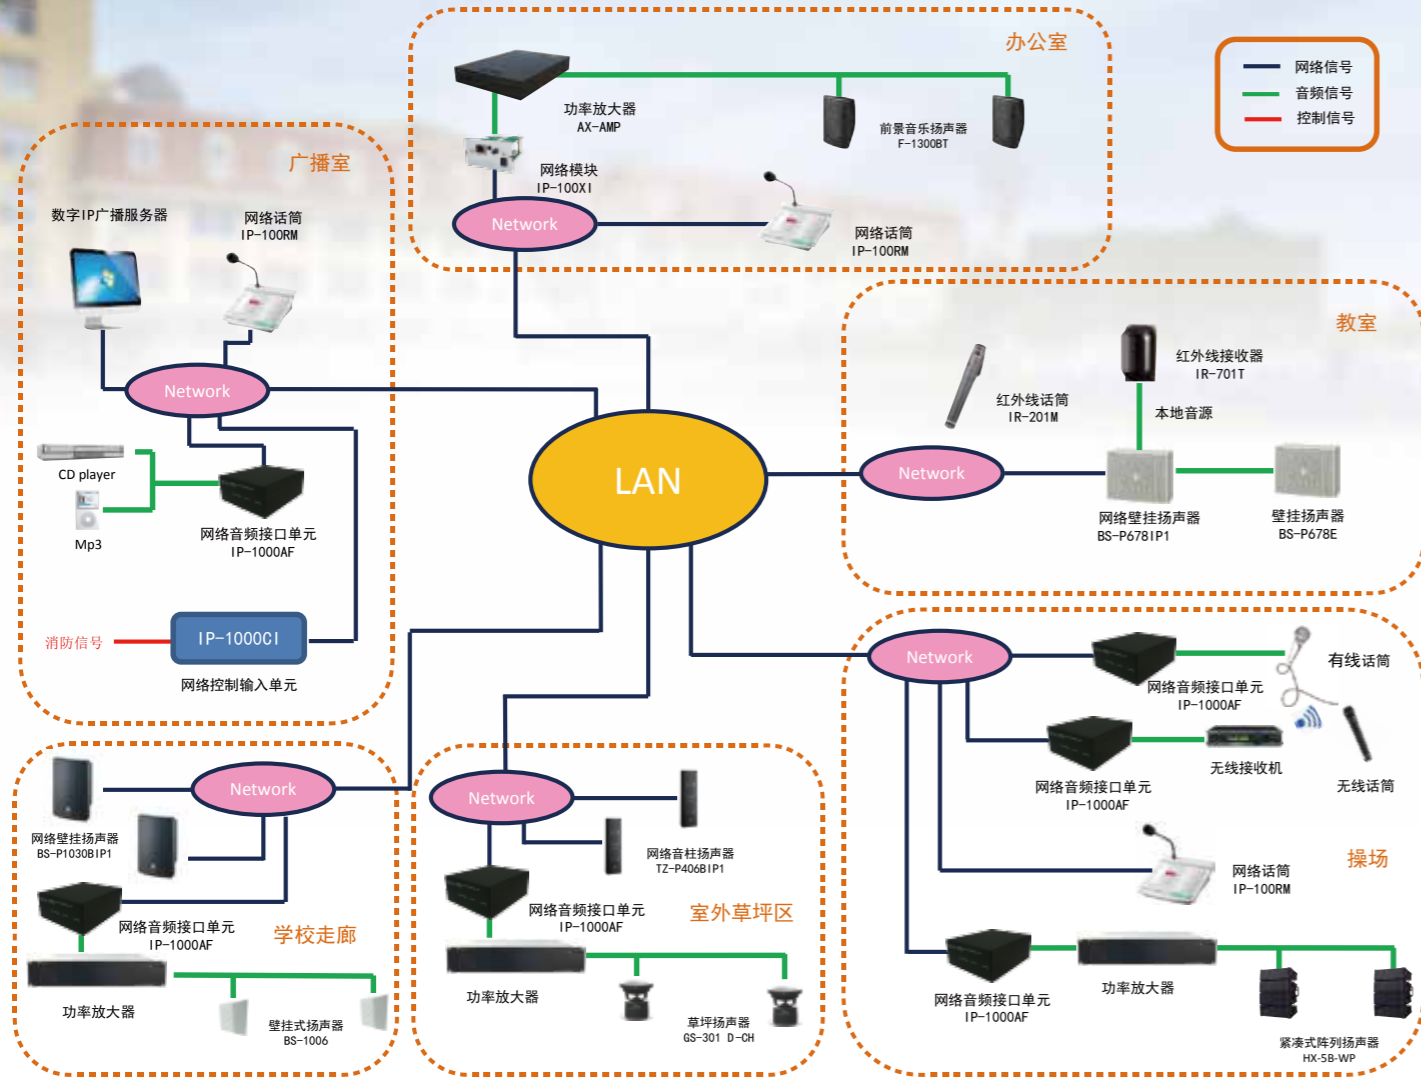 办公室
功率放大器
AX-AMP
前景音乐扬声器
F-1300BT
网络模块
IP-100XI
Network
网络话筒
IP-100RM
网络信号
音频信号
控制信号
广播室
数字IP广播服务器
网络话筒
IP-100RM
Network
CD player
Mp3
网络音频接口单元
IP-1000AF
消防信号
IP-1000CI
网络控制输入单元
LAN
教室
红外线接收器
IR-701T
红外线话筒
IR-201M
本地音源
Network
网络壁挂扬声器
BS-P678IP1
壁挂扬声器
BS-P678E
Network
网络壁挂扬声器
BS-P1030BIP1
网络音频接口单元
IP-1000AF
学校走廊
功率放大器
壁挂式扬声器
BS-1006
Network
网络音柱扬声器
TZ-P406BIP1
网络音频接口单元
IP-1000AF
室外草坪区
功率放大器
草坪扬声器
GS-301 D-CH
Network
网络音频接口单元
IP-1000AF
有线话筒
网络音频接口单元
IP-1000AF
无线接收机
无线话筒
操场
网络话筒
IP-100RM
网络音频接口单元
IP-1000AF
功率放大器
紧凑式阵列扬声器
HX-5B-WP